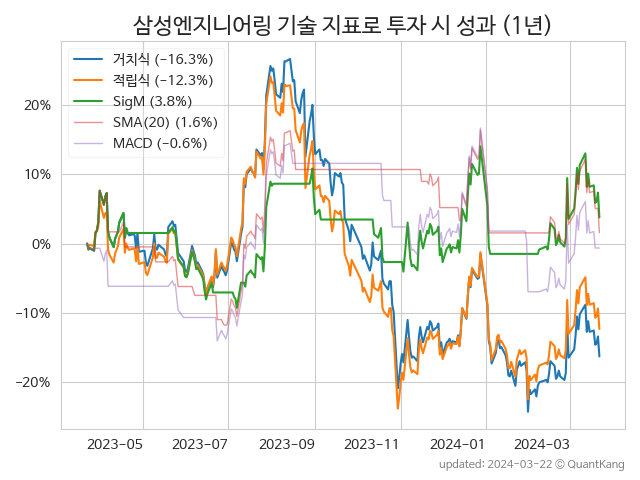 삼성엔지니어링 기술 지표로 투자 시 성과 (1년)
거치식 (−16.3%)
적립식 (−12.3%)
SigM (3.8%)
SMA(20) (1.6%)
MACD (−0.6%)
20%
10%
0%
−10%
−20%
2023−05 2023−07 2023−09 2023−11 2024−01 2024−03
updated: 2024−03−22 © QuantKang